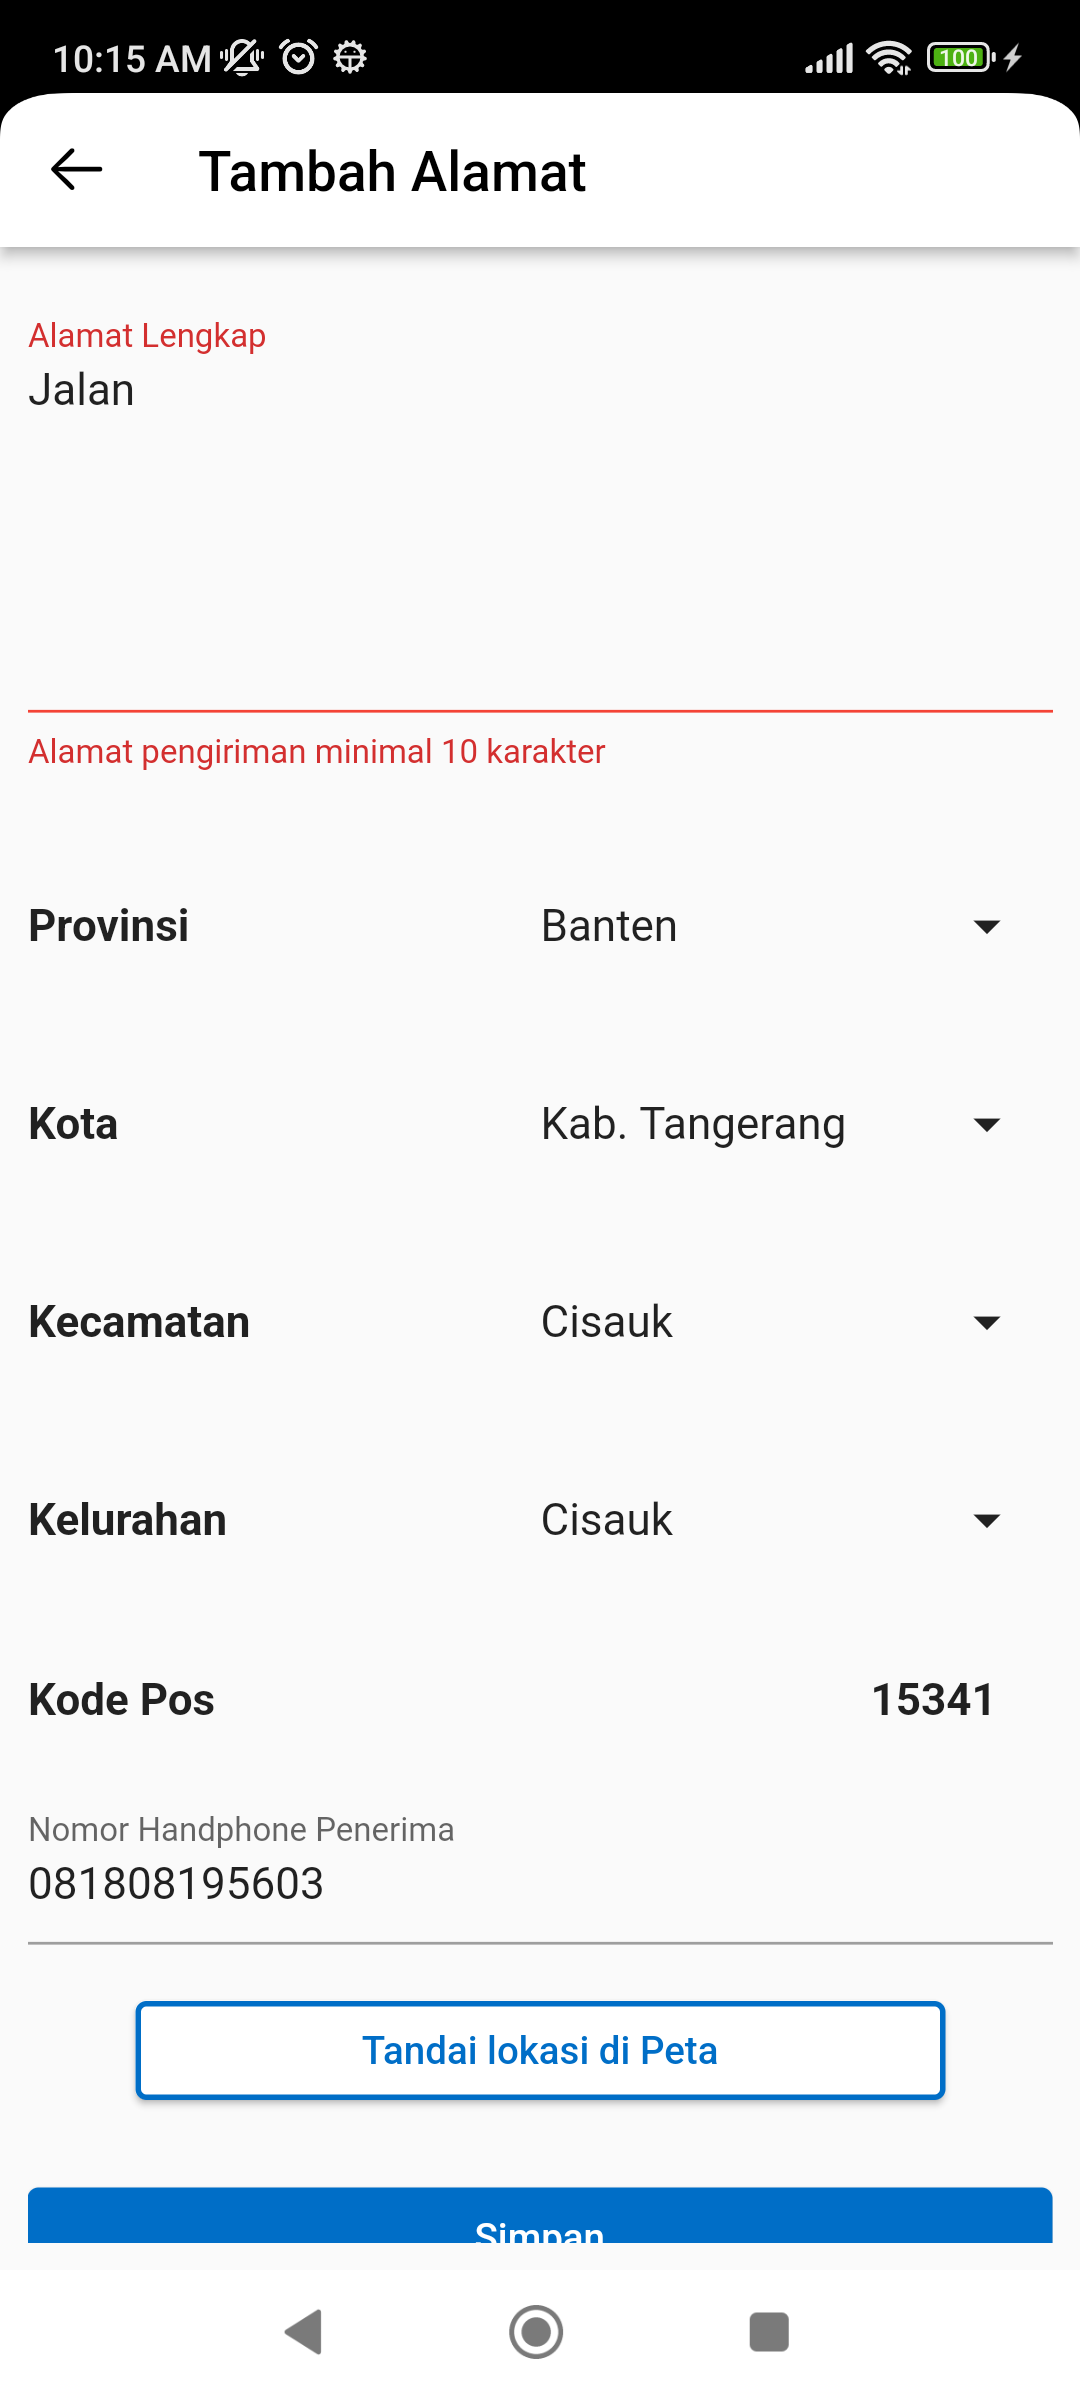 10:15 AM
100
Tambah Alamat
Alamat Lengkap
Jalan
Alamat pengiriman minimal 10 karakter
Provinsi Banten
Kota Kab. Tangerang
Kecamatan Cisauk
Kelurahan Cisauk
Kode Pos 15341
Nomor Handphone Penerima
081808195603
Tandai lokasi di Peta
Simpan